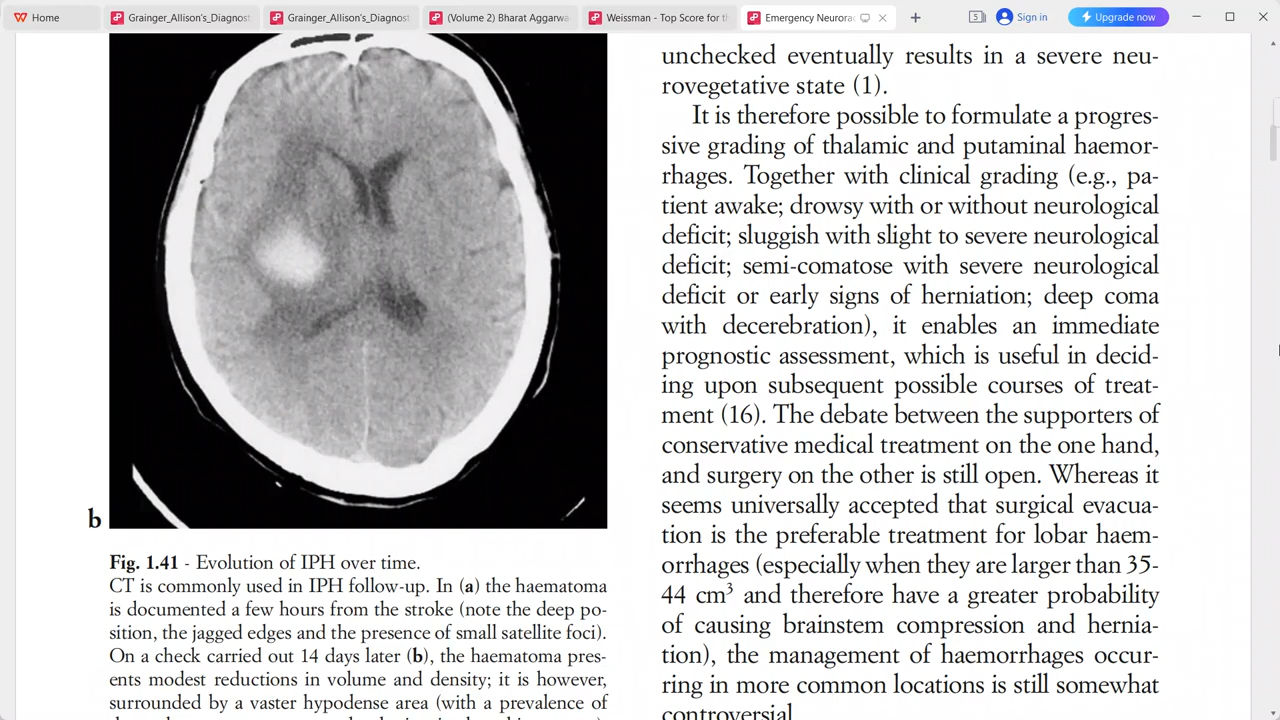 Home
Grainger_Allison's_Diagnost
Grainger_Allison's_Diagnost
(Volume 2) Bharat Aggarwa
Weissman - Top Score for t
Emergency Neurorad
5
Sign in
Upgrade now
b
Fig. 1.41 - Evolution of IPH over time.
CT is commonly used in IPH follow-up. In (a) the haematoma
is documented a few hours from the stroke (note the deep po-
sition, the jagged edges and the presence of small satellite foci).
On a check carried out 14 days later (b), the haematoma pres-
ents modest reductions in volume and density; it is however,
surrounded by a vaster hypodense area (with a prevalence of
unchecked eventually results in a severe neu-
rovegetative state (1).
It is therefore possible to formulate a progres-
sive grading of thalamic and putaminal haemor-
rhages. Together with clinical grading (e.g., pa-
tient awake; drowsy with or without neurological
deficit; sluggish with slight to severe neurological
deficit; semi-comatose with severe neurological
deficit or early signs of herniation; deep coma
with decerebration), it enables an immediate
prognostic assessment, which is useful in decid-
ing upon subsequent possible courses of treat-
ment (16). The debate between the supporters of
conservative medical treatment on the one hand,
and surgery on the other is still open. Whereas it
seems universally accepted that surgical evacua-
tion is the preferable treatment for lobar haem-
orrhages (especially when they are larger than 35-
44 cm³ and therefore have a greater probability
of causing brainstem compression and hernia-
tion), the management of haemorrhages occur-
ring in more common locations is still somewhat
controversial.